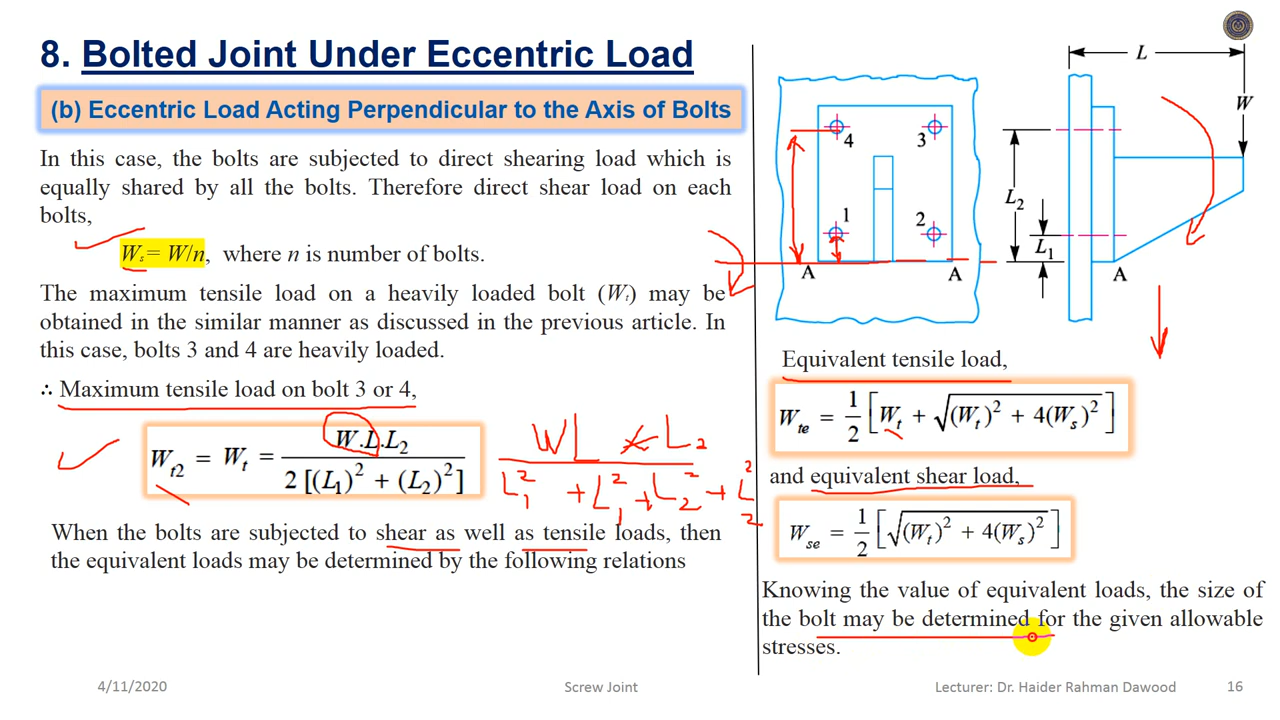 8. Bolted Joint Under Eccentric Load
(b) Eccentric Load Acting Perpendicular to the Axis of Bolts
In this case, the bolts are subjected to direct shearing load which is
equally shared by all the bolts. Therefore direct shear load on each
bolts,
Wₛ = W/n, where n is number of bolts.
The maximum tensile load on a heavily loaded bolt (Wₜ) may be
obtained in the similar manner as discussed in the previous article. In
this case, bolts 3 and 4 are heavily loaded.
∴ Maximum tensile load on bolt 3 or 4,
Wₜ₂ = Wₜ = W.L.L₂ / 2 [(L₁)² + (L₂)²]
WL × L₂ / L₁² + L₁² + L₂² + L₂²
When the bolts are subjected to shear as well as tensile loads, then
the equivalent loads may be determined by the following relations
L
W
4 3
1 2
L₂
L₁
A A A
Equivalent tensile load,
Wₜₑ = 1/2 [Wₜ + √(Wₜ)² + 4(Wₛ)²]
and equivalent shear load,
Wₛₑ = 1/2 [√(Wₜ)² + 4(Wₛ)²]
Knowing the value of equivalent loads, the size of
the bolt may be determined for the given allowable
stresses.
4/11/2020 Screw Joint Lecturer: Dr. Haider Rahman Dawood 16